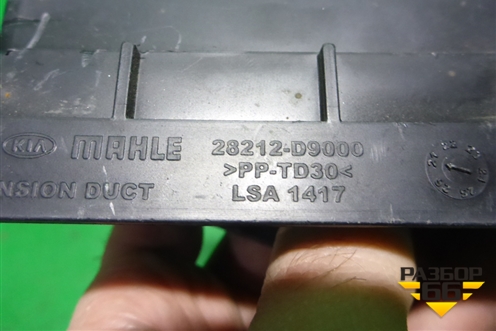 KIA MAHLE 28212-D9000
>PP-TD30<
NSION DUCT LSA 1417
РАЗБОР
66